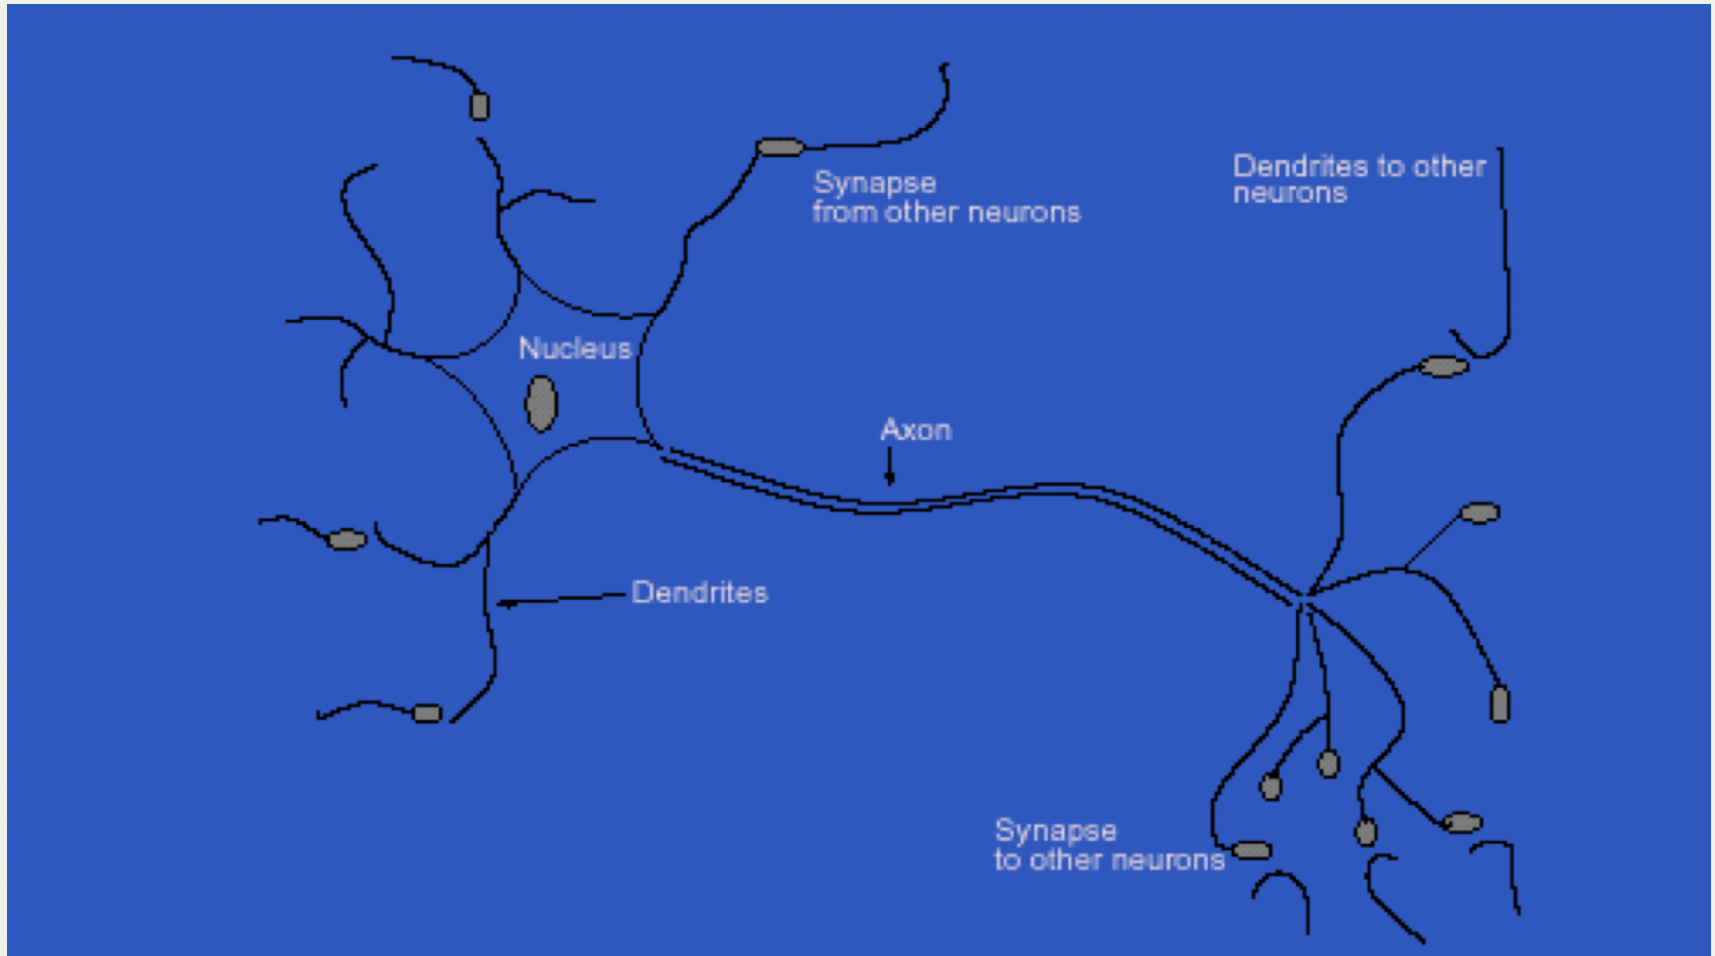 Synapse
from other neurons
Dendrites to other
neurons
Nucleus
Axon
Dendrites
Synapse
to other neurons